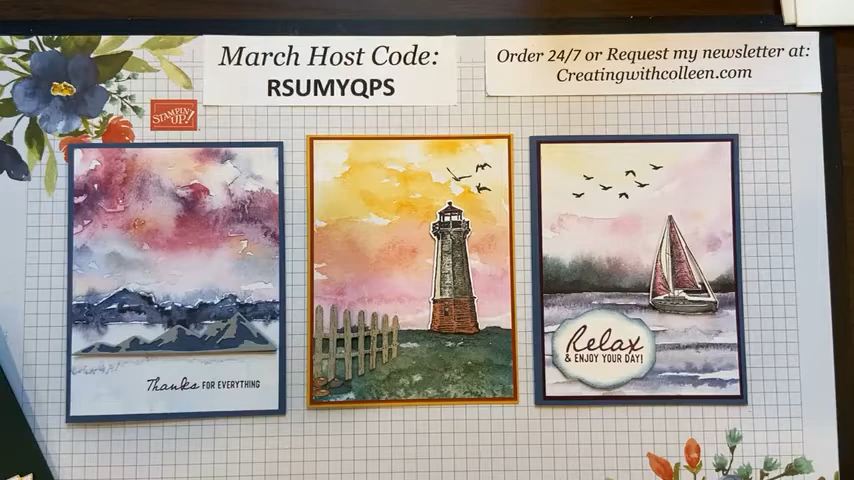 March Host Code:
RSUMYQPS
Order 24/7 or Request my newsletter at:
Creatingwithcolleen.com
STAMPIN' UP!
Thanks FOR EVERYTHING
Relax
& ENJOY YOUR DAY!